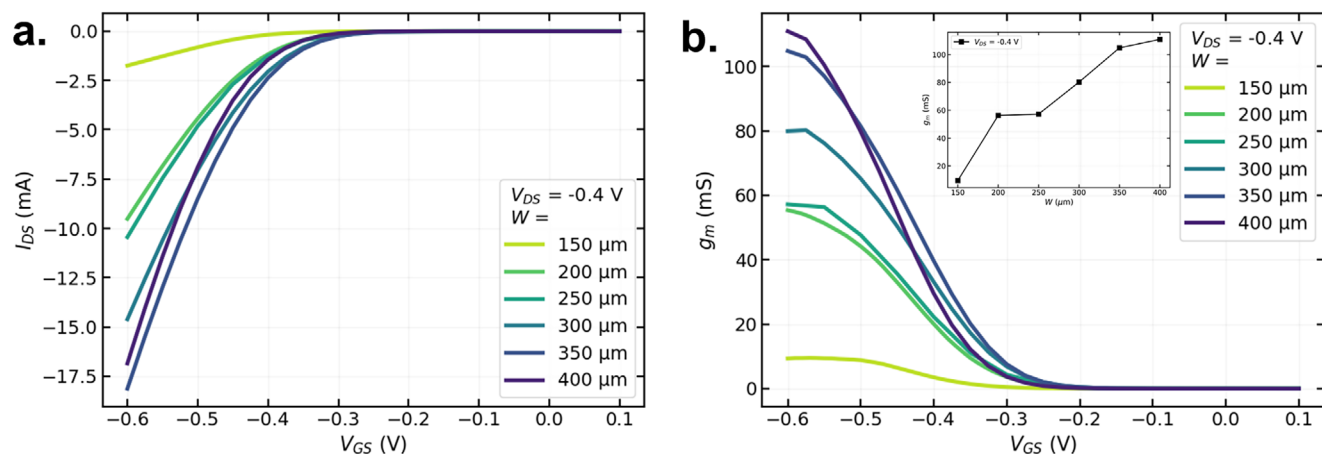 a.
0.0
−2.5
−5.0
−7.5
−10.0
−12.5
−15.0
−17.5
I_DS (mA)
−0.6 −0.5 −0.4 −0.3 −0.2 −0.1 0.0 0.1
V_GS (V)
V_DS = -0.4 V
W =
150 μm
200 μm
250 μm
300 μm
350 μm
400 μm
b.
100
80
60
40
20
0
g_m (mS)
−0.6 −0.5 −0.4 −0.3 −0.2 −0.1 0.0 0.1
V_GS (V)
V_DS = −0.4 V
120
100
80
60
40
20
g_m (mS)
150 200 250 300 350 400
W (μm)
V_DS = -0.4 V
W =
150 μm
200 μm
250 μm
300 μm
350 μm
400 μm